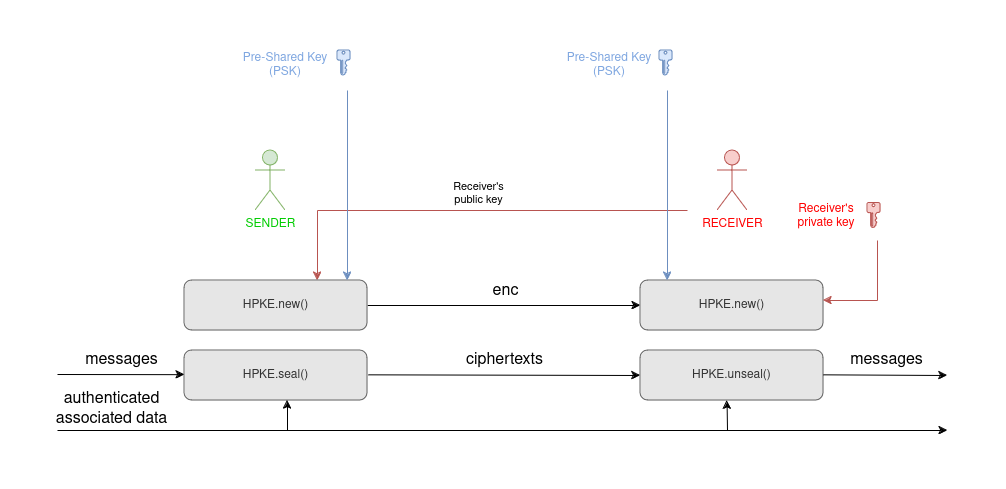 Pre-Shared Key
(PSK)
Pre-Shared Key
(PSK)
Receiver's
public key
SENDER
RECEIVER
Receiver's
private key
HPKE.new()
enc
HPKE.new()
messages
HPKE.seal()
ciphertexts
HPKE.unseal()
messages
authenticated
associated data